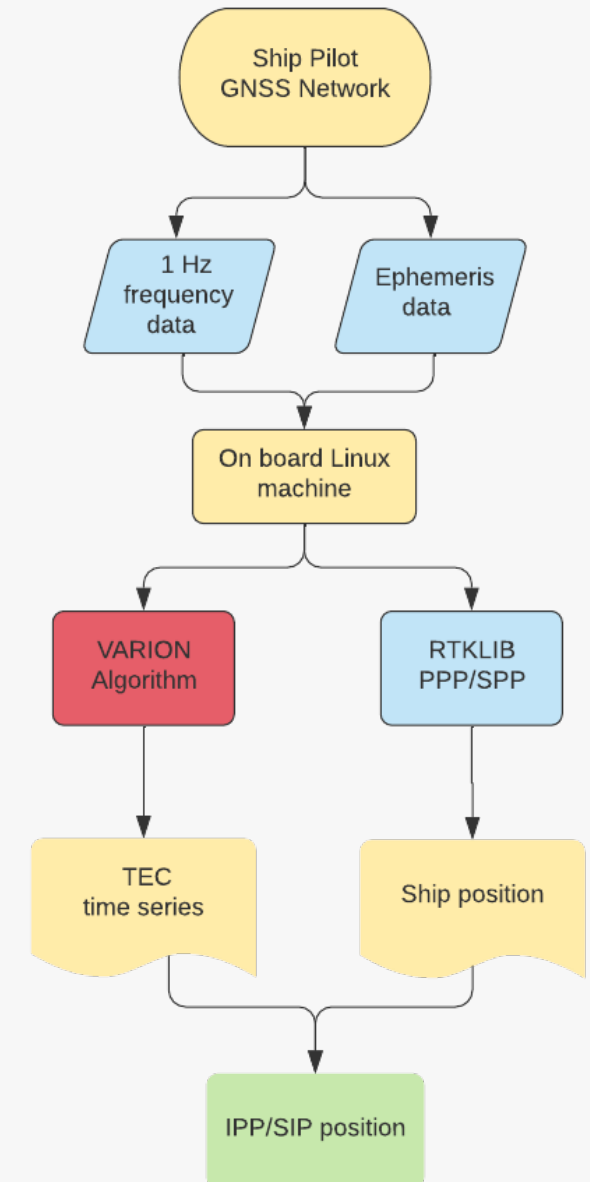 Ship Pilot
GNSS Network
1 Hz
frequency
data
Ephemeris
data
On board Linux
machine
VARION
Algorithm
RTKLIB
PPP/SPP
TEC
time series
Ship position
IPP/SIP position